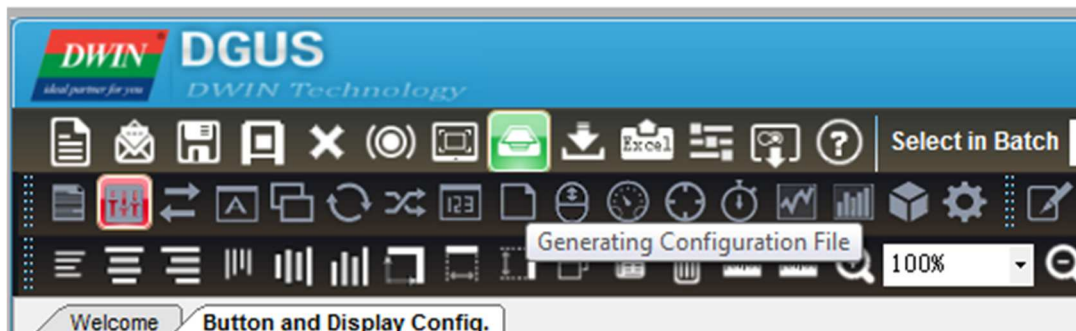 DWIN
DGUS
ideal partner for you
DWIN Technology
Excel
Select in Batch
123
Generating Configuration File
100%
Welcome
Button and Display Config.